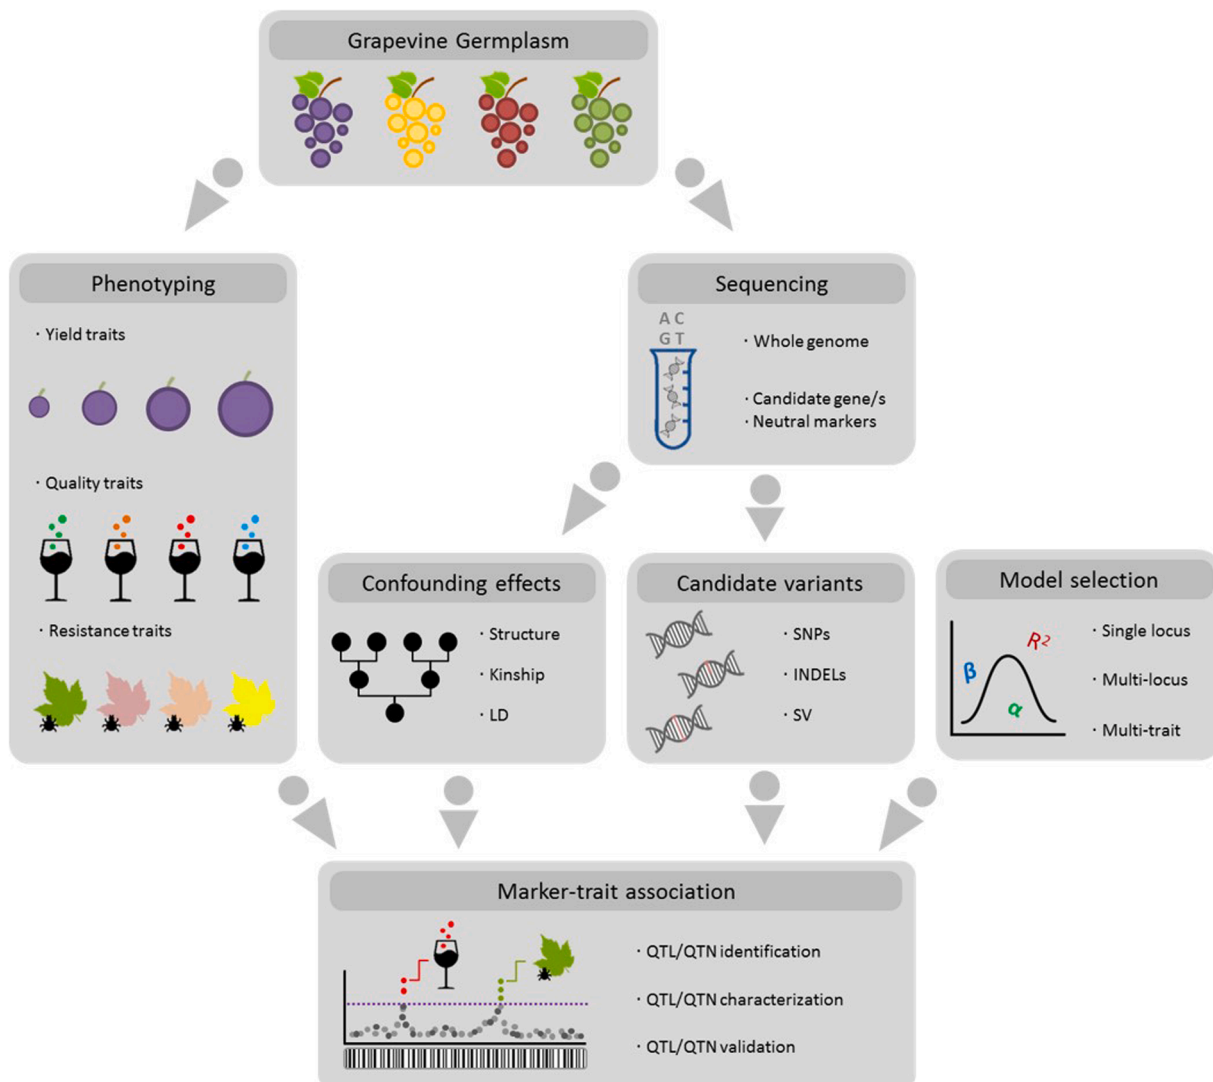 Grapevine Germplasm
Phenotyping
· Yield traits
· Quality traits
· Resistance traits
Sequencing
A C
G T
· Whole genome
· Candidate gene/s
· Neutral markers
Confounding effects
· Structure
· Kinship
· LD
Candidate variants
· SNPs
· INDELs
· SV
Model selection
β
R²
α
· Single locus
· Multi-locus
· Multi-trait
Marker-trait association
· QTL/QTN identification
· QTL/QTN characterization
· QTL/QTN validation